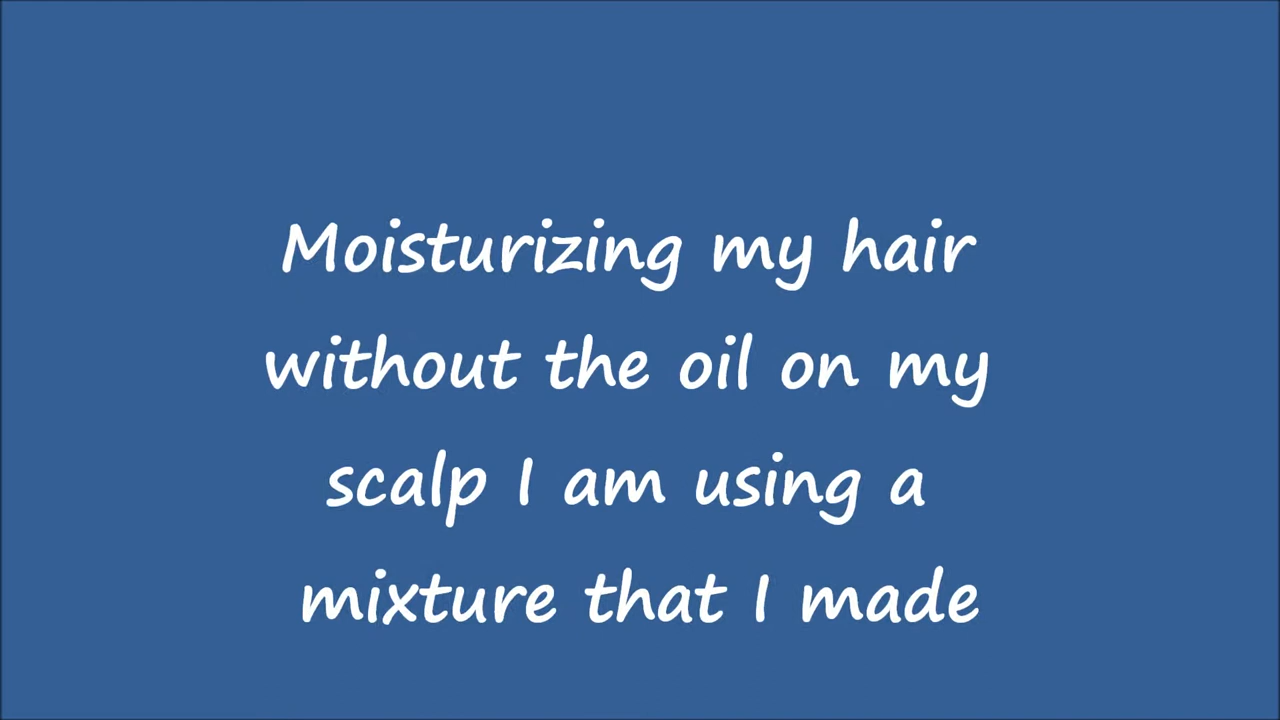 Moisturizing my hair
without the oil on my
scalp I am using a
mixture that I made